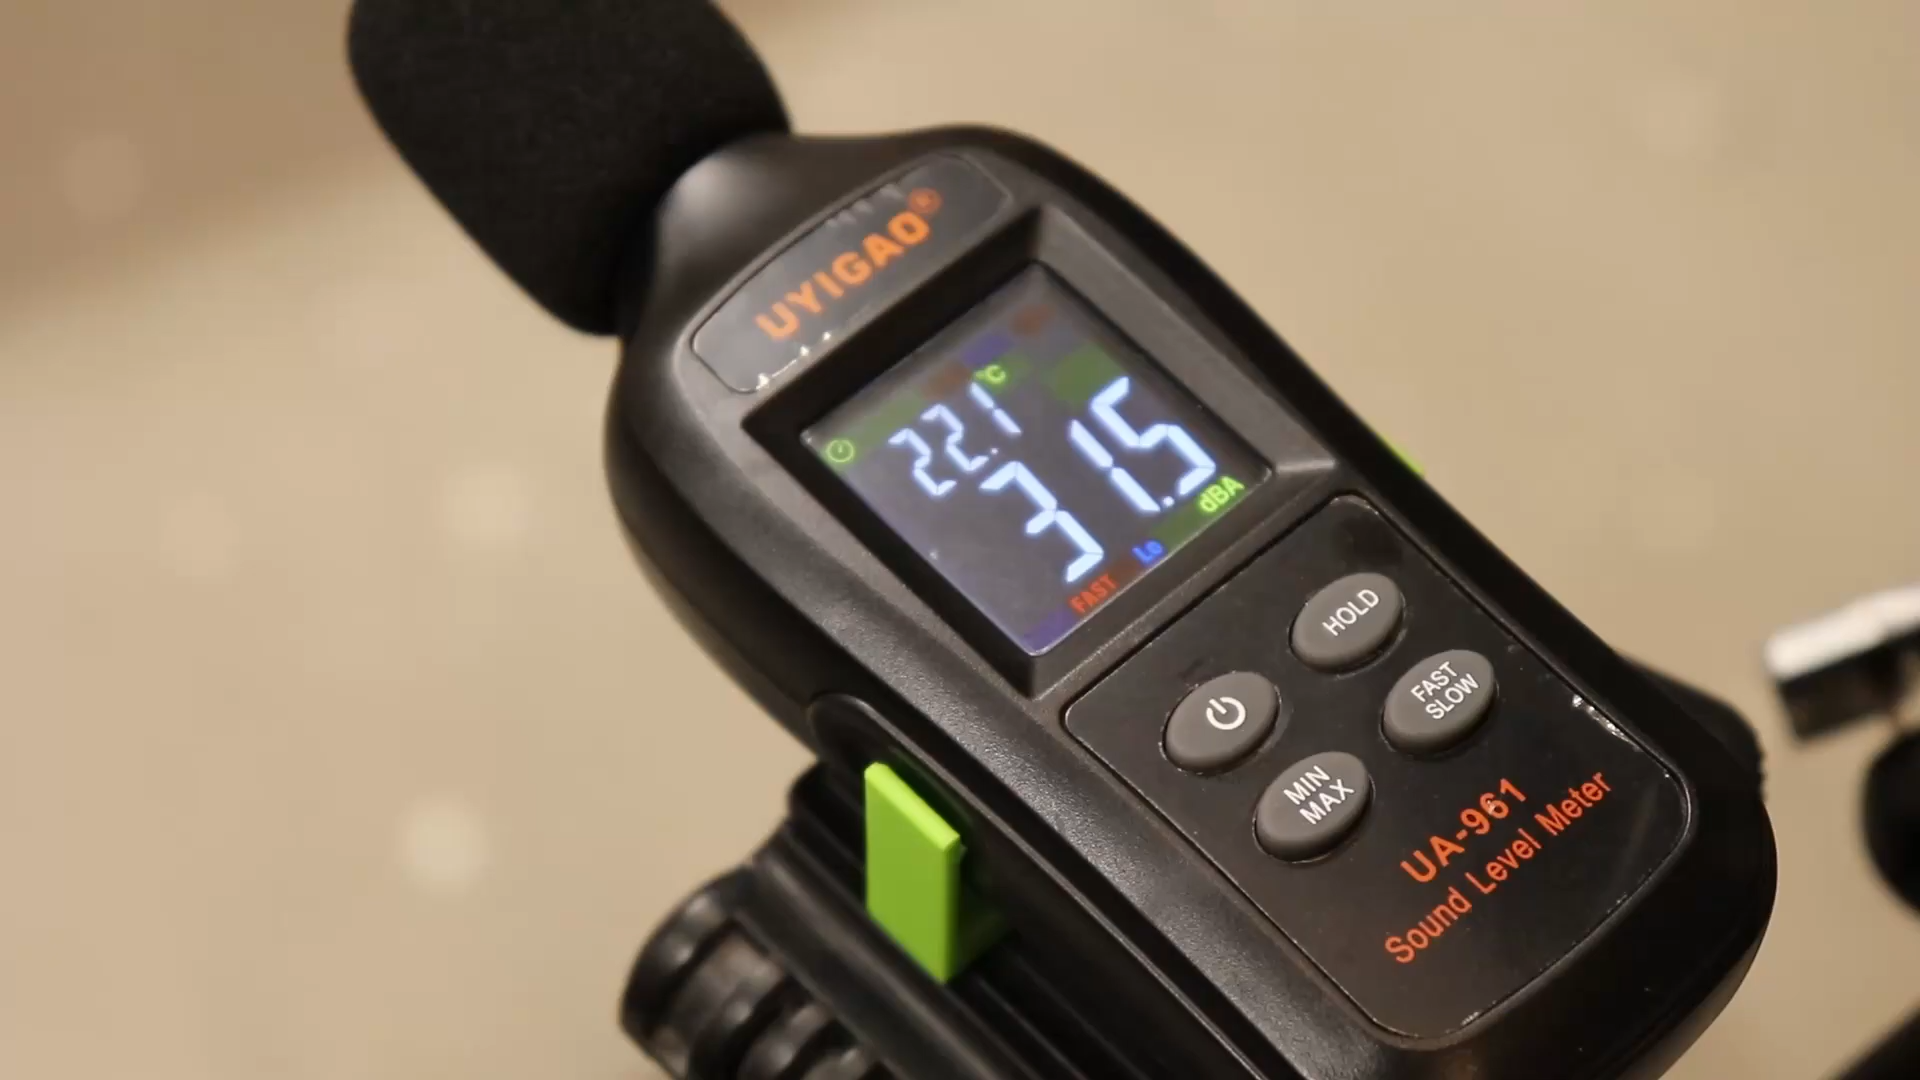 UYIGAO®
22.1 °C
31.5
dBA
FAST Lo
HOLD
FAST
SLOW
MIN
MAX
UA-961
Sound Level Meter